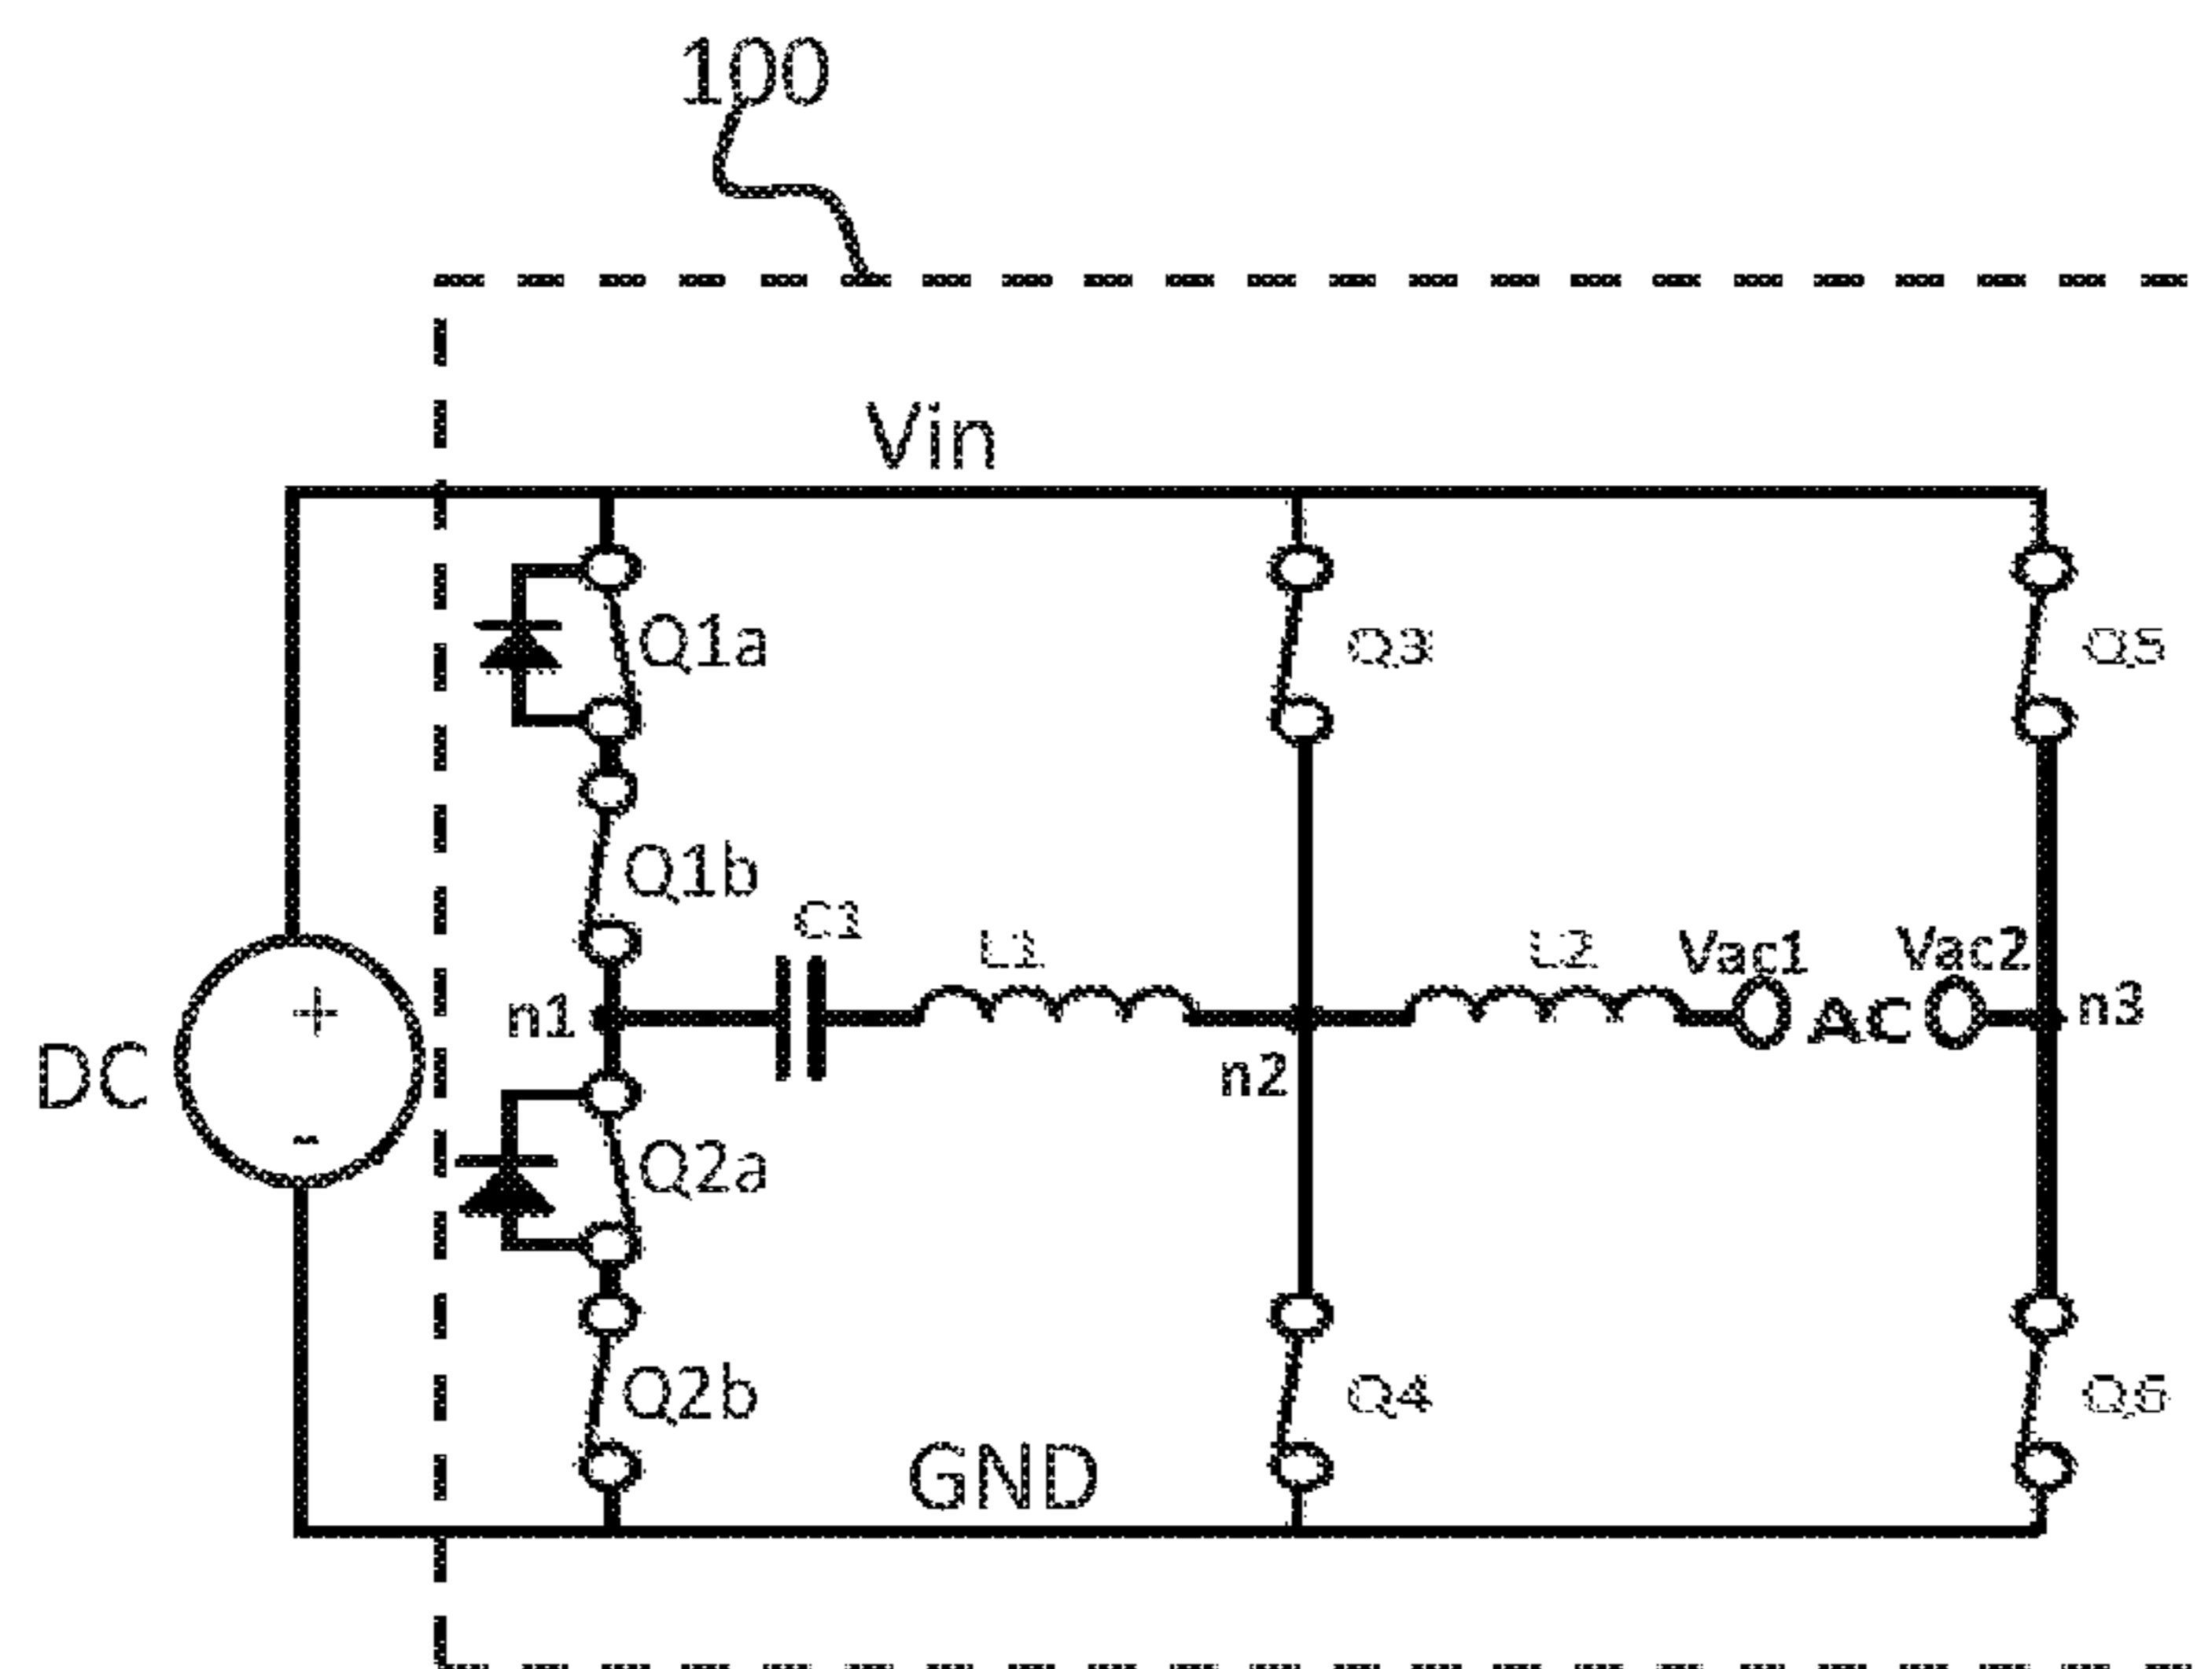 100
Vin
Q1a
Q3
Q5
Q1b
C1
L1
L2
Vac1
Vac2
n1
+
AC
n3
DC
n2
-
Q2a
Q2b
Q4
Q6
GND